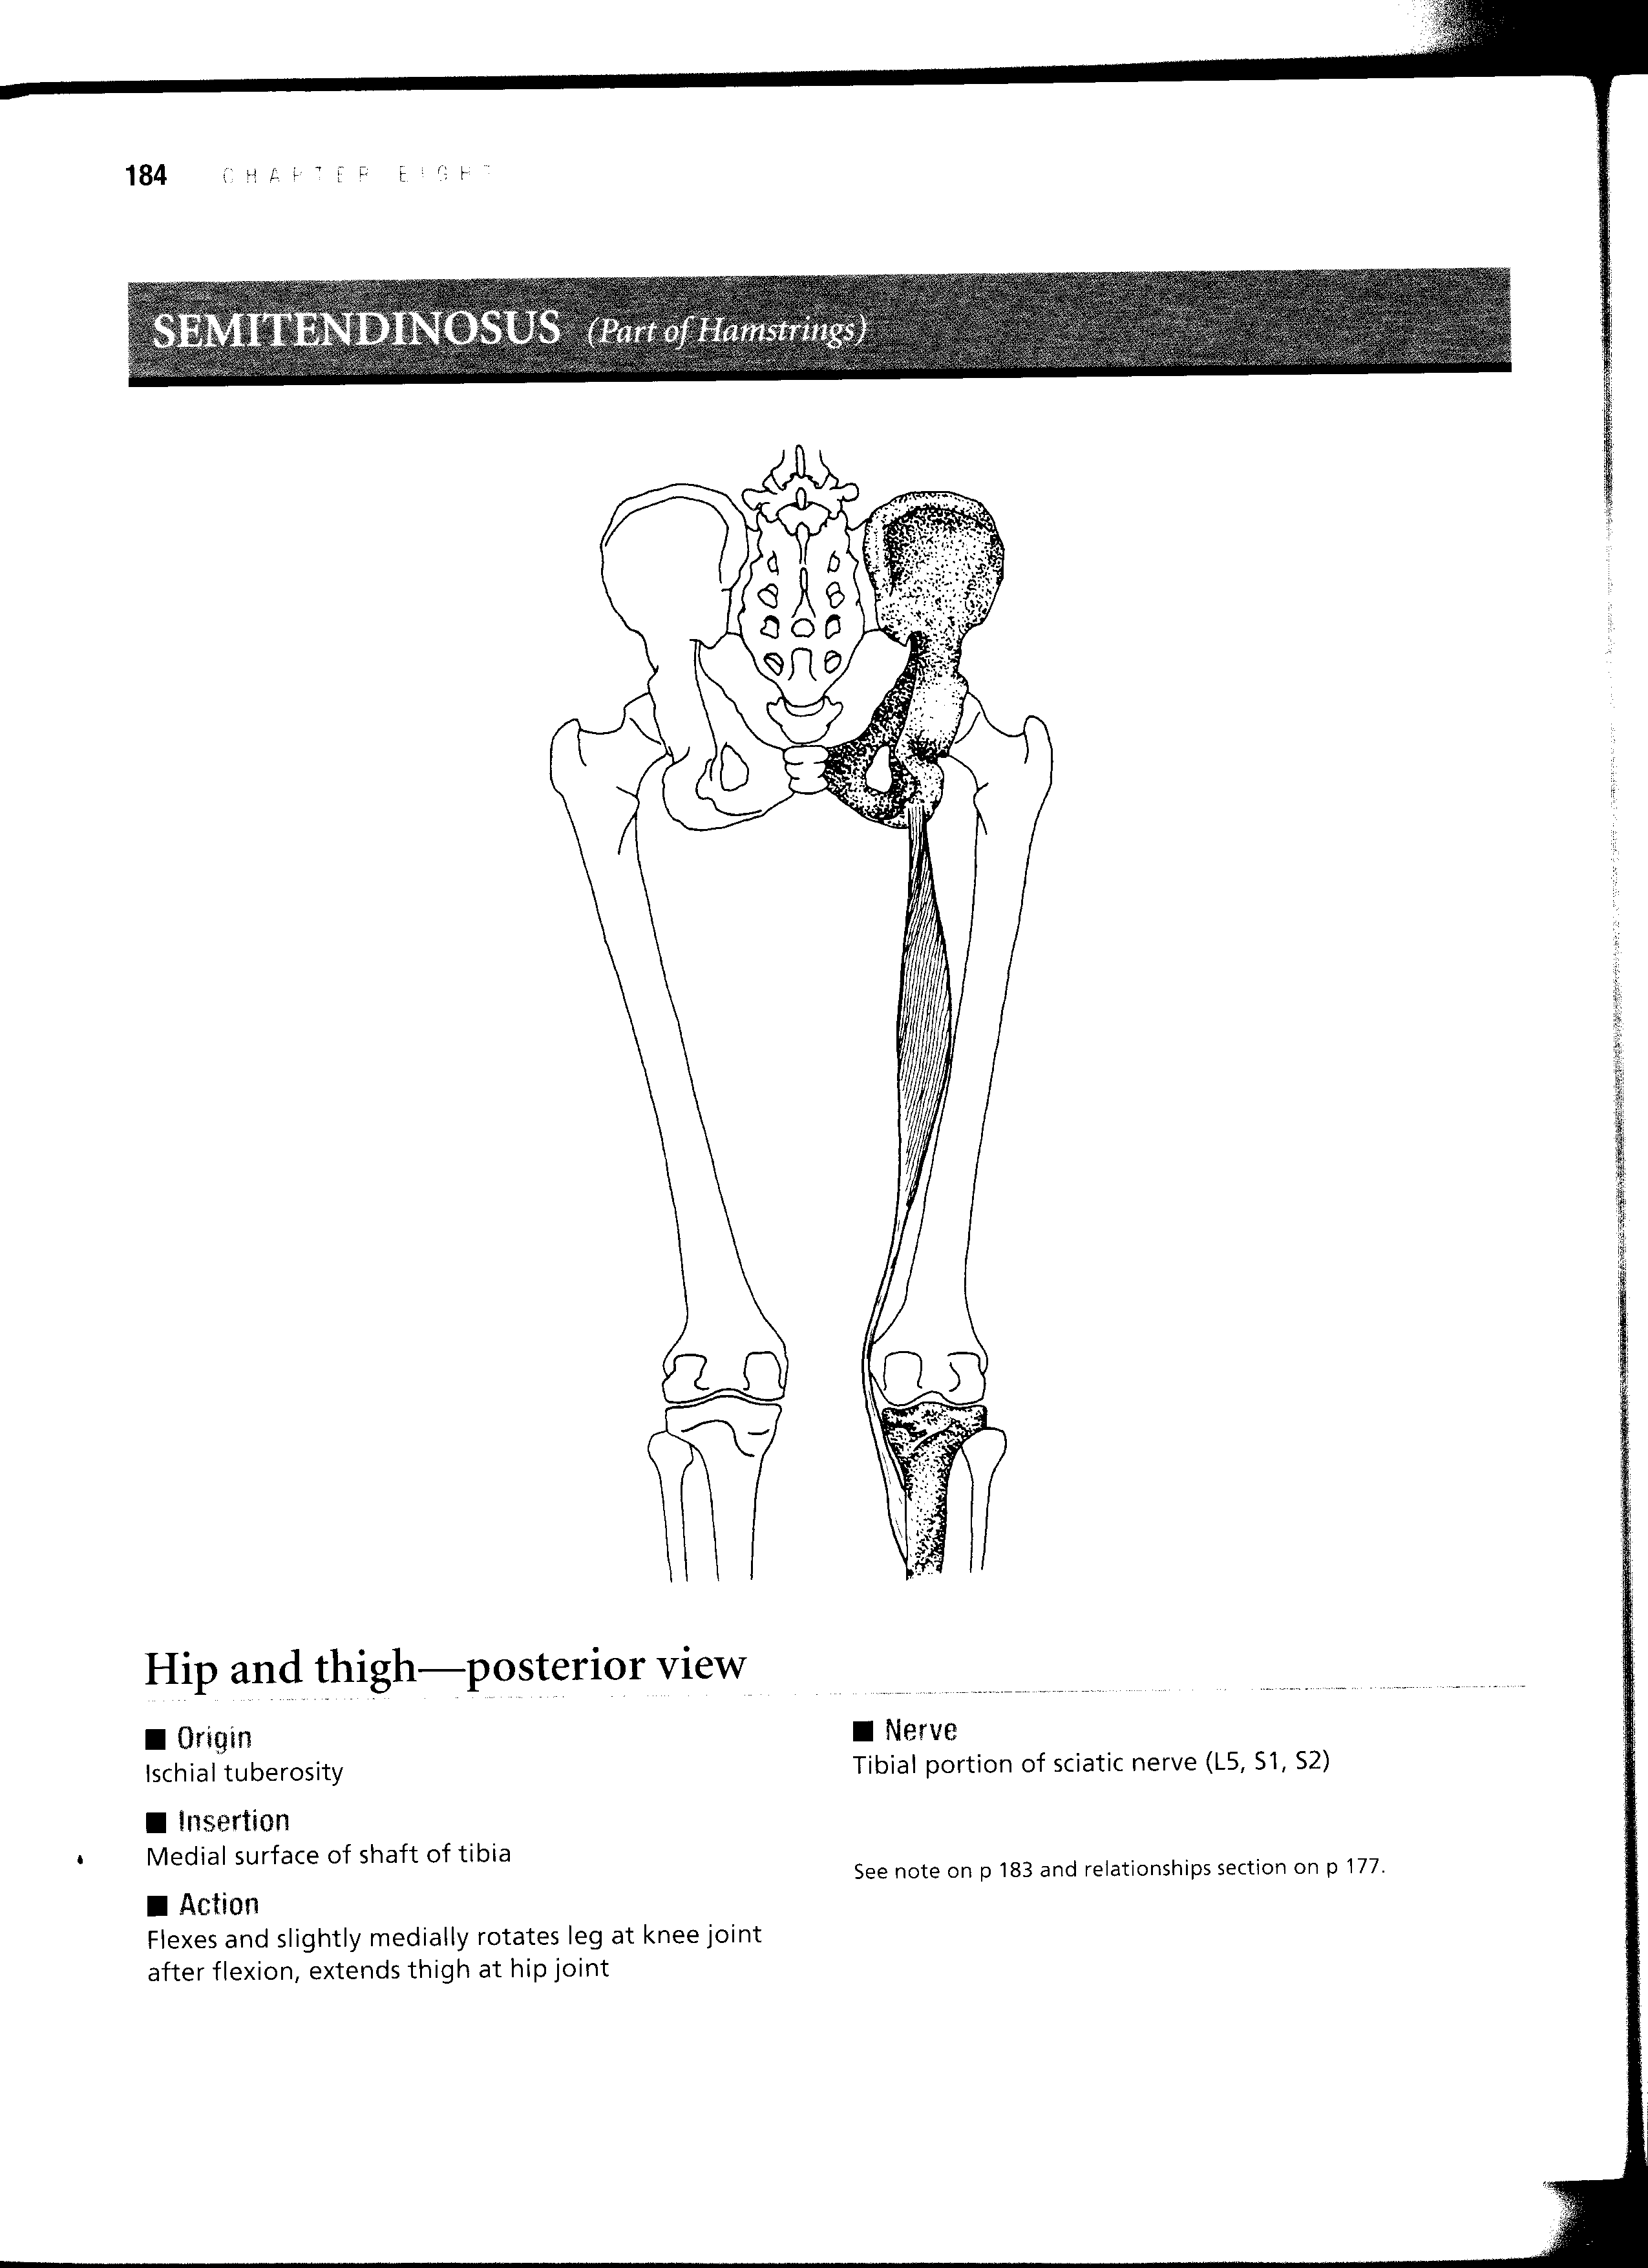 184 CHAPTER EIGHT
SEMITENDINOSUS (Part of Hamstrings)
Hip and thigh—posterior view
■ Origin
Ischial tuberosity
■ Insertion
Medial surface of shaft of tibia
■ Action
Flexes and slightly medially rotates leg at knee joint
after flexion, extends thigh at hip joint
■ Nerve
Tibial portion of sciatic nerve (L5, S1, S2)
See note on p 183 and relationships section on p 177.